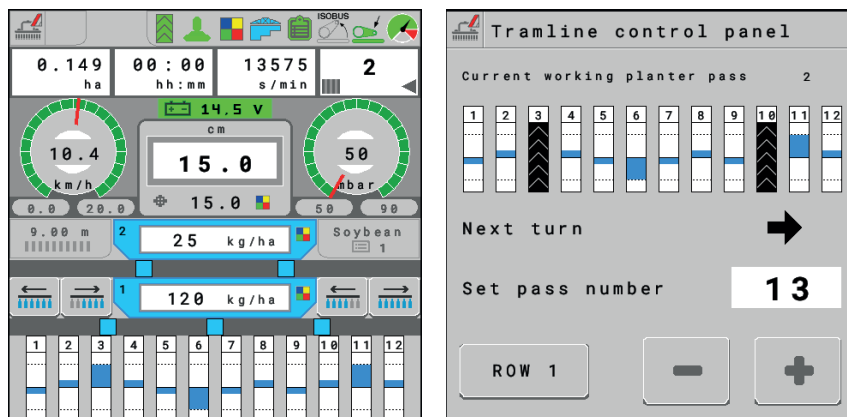 ISOBUS
0.149
ha
00:00
hh:mm
13575
s/min
2
14.5 V
cm
15.0
15.0
10.4
km/h
0.0
20.0
50
mbar
50
90
9.00 m
2
25 kg/ha
Soybean
1
1
120 kg/ha
1 2 3 4 5 6 7 8 9 10 11 12
Tramline control panel
Current working planter pass 2
1 2 3 4 5 6 7 8 9 10 11 12
Next turn
Set pass number 13
ROW 1